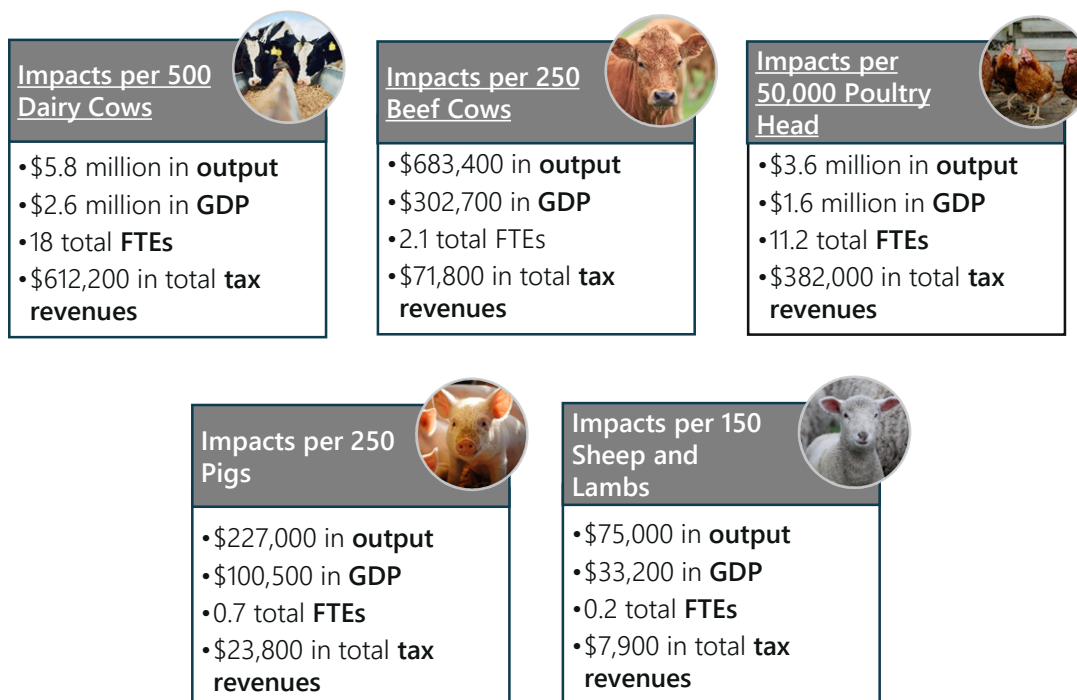 Impacts per 500
Dairy Cows
•$5.8 million in output
•$2.6 million in GDP
•18 total FTEs
•$612,200 in total tax
revenues
Impacts per 250
Beef Cows
•$683,400 in output
•$302,700 in GDP
•2.1 total FTEs
•$71,800 in total tax
revenues
Impacts per
50,000 Poultry
Head
•$3.6 million in output
•$1.6 million in GDP
•11.2 total FTEs
•$382,000 in total tax
revenues
Impacts per 250
Pigs
•$227,000 in output
•$100,500 in GDP
•0.7 total FTEs
•$23,800 in total tax
revenues
Impacts per 150
Sheep and
Lambs
•$75,000 in output
•$33,200 in GDP
•0.2 total FTEs
•$7,900 in total tax
revenues